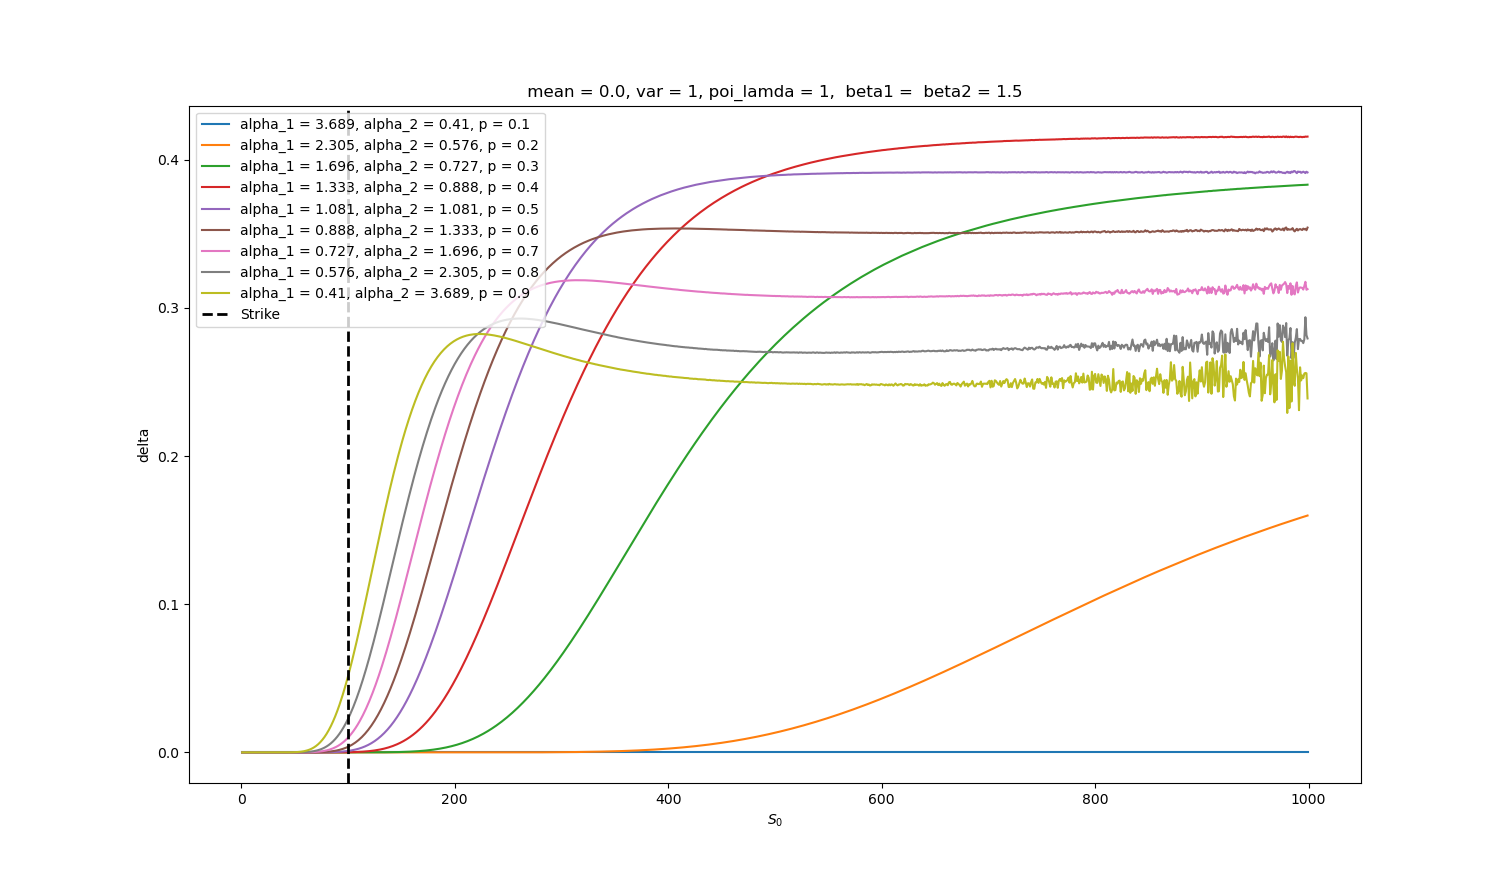 mean = 0.0, var = 1, poi_lamda = 1,  beta1 =  beta2 = 1.5
alpha_1 = 3.689, alpha_2 = 0.41, p = 0.1
alpha_1 = 2.305, alpha_2 = 0.576, p = 0.2
alpha_1 = 1.696, alpha_2 = 0.727, p = 0.3
alpha_1 = 1.333, alpha_2 = 0.888, p = 0.4
alpha_1 = 1.081, alpha_2 = 1.081, p = 0.5
alpha_1 = 0.888, alpha_2 = 1.333, p = 0.6
alpha_1 = 0.727, alpha_2 = 1.696, p = 0.7
alpha_1 = 0.576, alpha_2 = 2.305, p = 0.8
alpha_1 = 0.41, alpha_2 = 3.689, p = 0.9
Strike
0.4
0.3
0.2
0.1
0.0
delta
0 200 400 600 800 1000
S_0